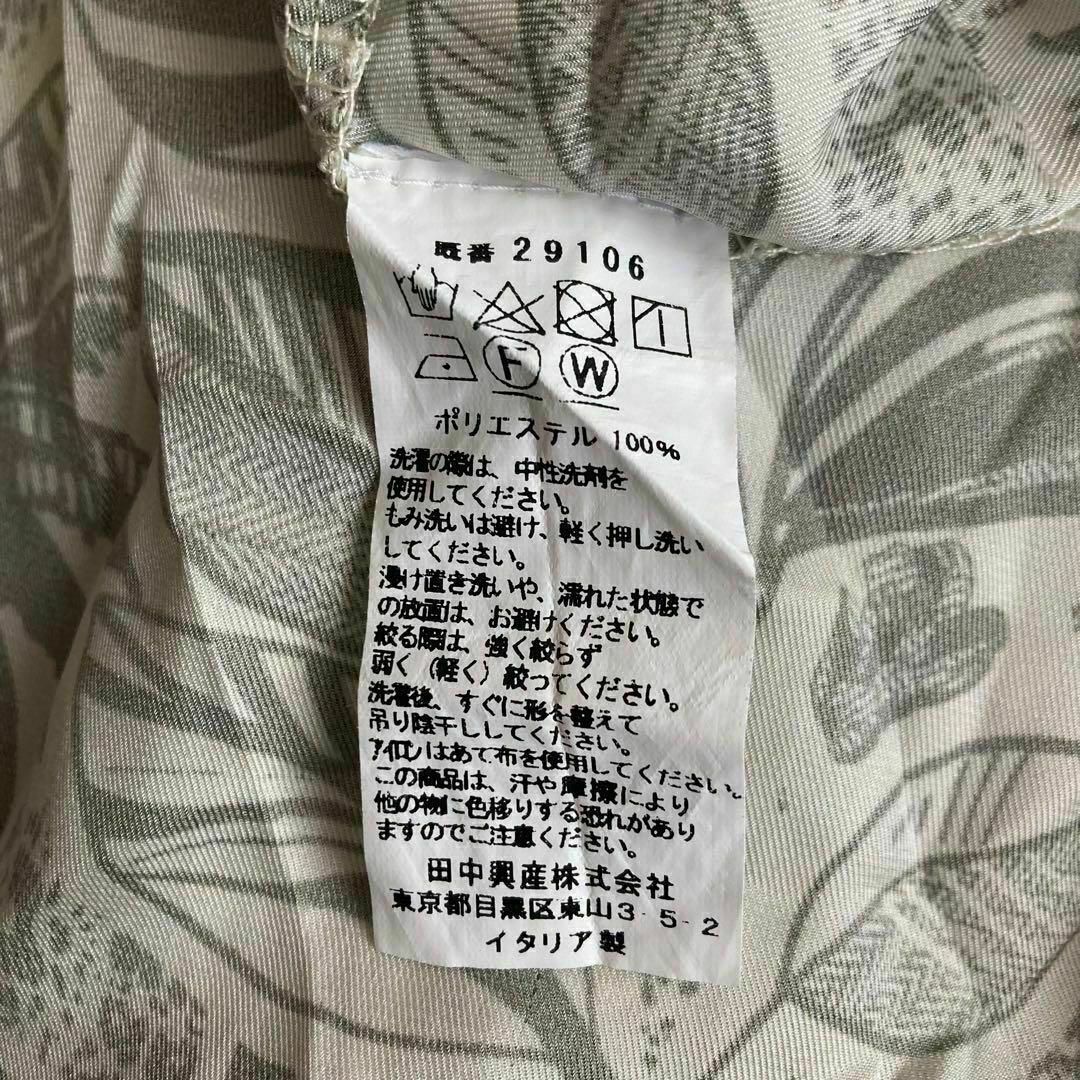 既番 29106
F W
ポリエステル 100%
洗濯の際は、中性洗剤を
使用してください。
もみ洗いは避け、軽く押し洗い
してください。
浸け置き洗いや、濡れた状態で
の放置は、お避けください。
絞る際は、強く絞らず
弱く（軽く）絞ってください。
洗濯後、すぐに形を整えて
吊り陰干ししてください。
アイロンはあて布を使用してください。
この商品は、汗や摩擦により
他の物に色移りする恐れがあり
ますのでご注意ください。
田中興産株式会社
東京都目黒区東山3-5-2
イタリア製